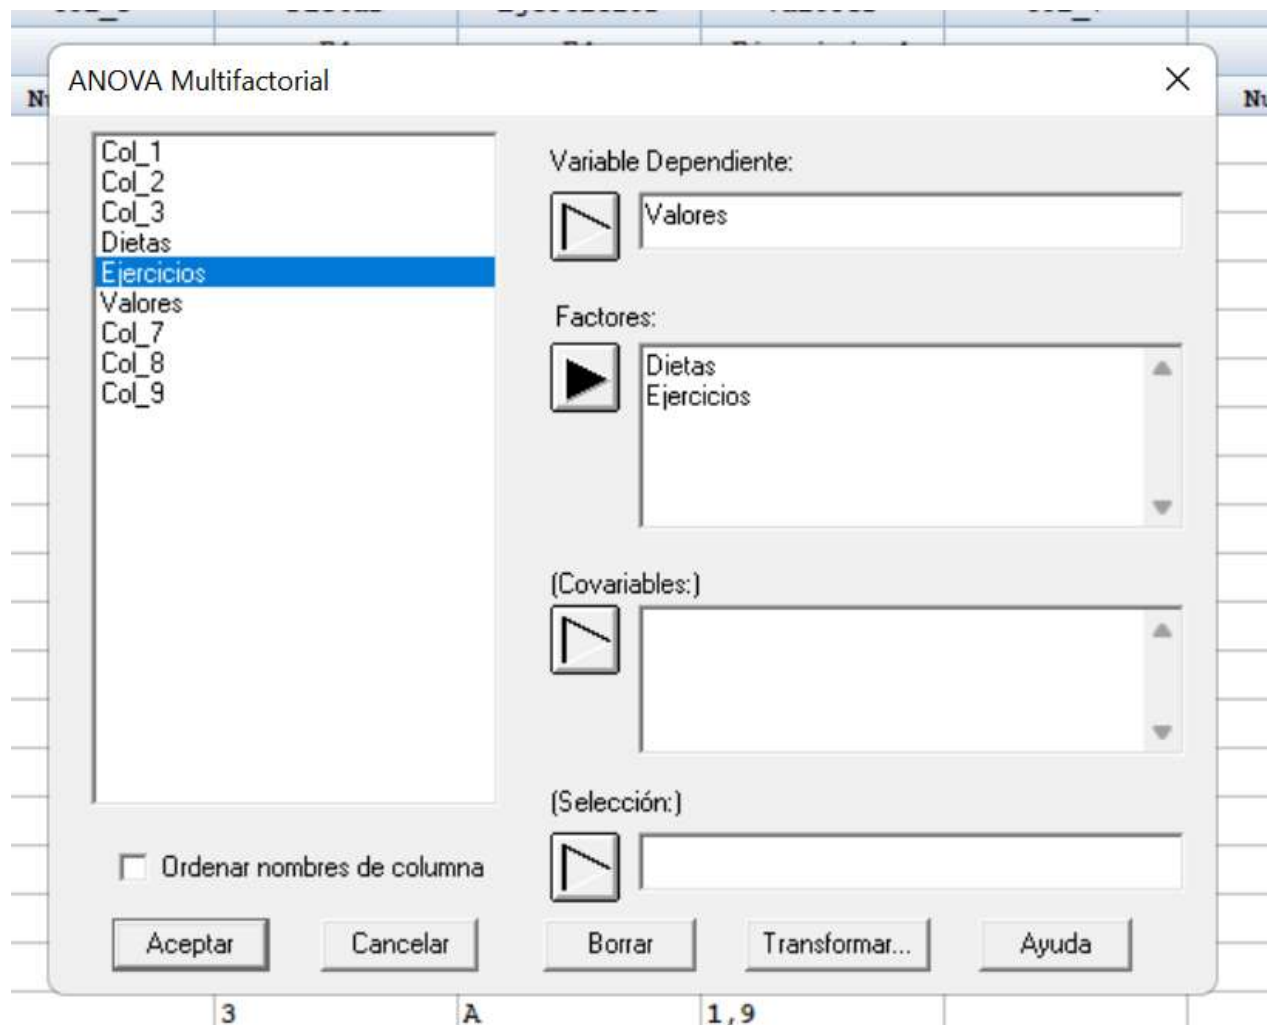 ANOVA Multifactorial
Nu
Nu
Col_1
Col_2
Col_3
Dietas
Ejercicios
Valores
Col_7
Col_8
Col_9
Variable Dependiente:
Valores
Factores:
Dietas
Ejercicios
(Covariables:)
(Selección:)
Ordenar nombres de columna
Aceptar
Cancelar
Borrar
Transformar...
Ayuda
3 A 1,9